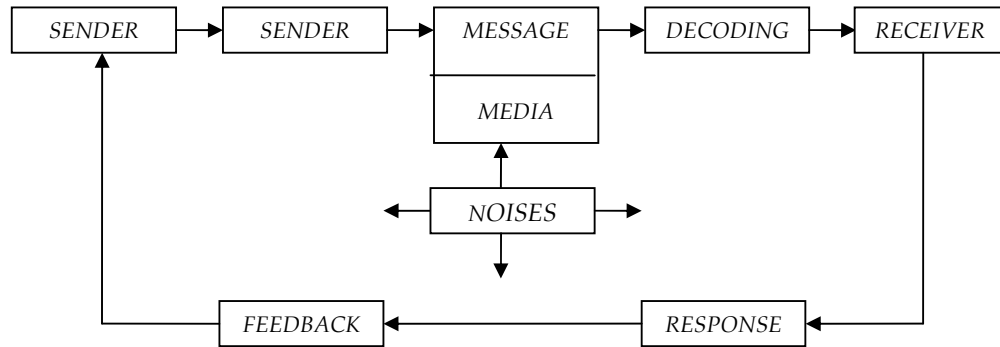 SENDER
SENDER
MESSAGE
DECODING
RECEIVER
MEDIA
NOISES
FEEDBACK
RESPONSE